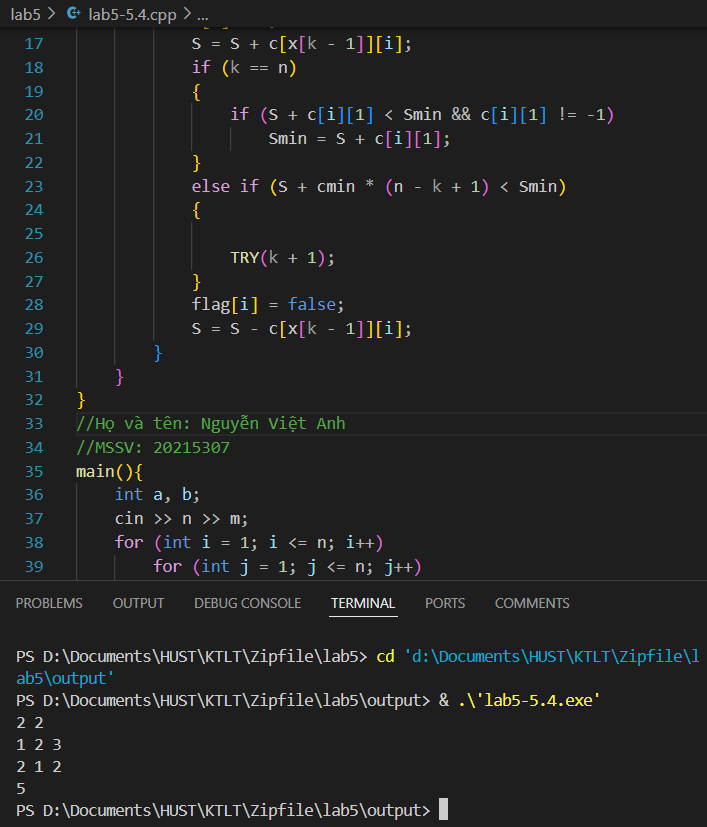 lab5 > lab5-5.4.cpp > ...
17 S = S + c[x[k - 1]][i];
18 if (k == n)
19 {
20 if (S + c[i][1] < Smin && c[i][1] != -1)
21 Smin = S + c[i][1];
22 }
23 else if (S + cmin * (n - k + 1) < Smin)
24 {
25
26 TRY(k + 1);
27 }
28 flag[i] = false;
29 S = S - c[x[k - 1]][i];
30 }
31 }
32 }
33 //Họ và tên: Nguyễn Việt Anh
34 //MSSV: 20215307
35 main(){
36 int a, b;
37 cin >> n >> m;
38 for (int i = 1; i <= n; i++)
39 for (int j = 1; j <= n; j++)
PROBLEMS OUTPUT DEBUG CONSOLE TERMINAL PORTS COMMENTS
PS D:\Documents\HUST\KTLT\Zipfile\lab5> cd 'd:\Documents\HUST\KTLT\Zipfile\l
ab5\output'
PS D:\Documents\HUST\KTLT\Zipfile\lab5\output> & .\'lab5-5.4.exe'
2 2
1 2 3
2 1 2
5
PS D:\Documents\HUST\KTLT\Zipfile\lab5\output>